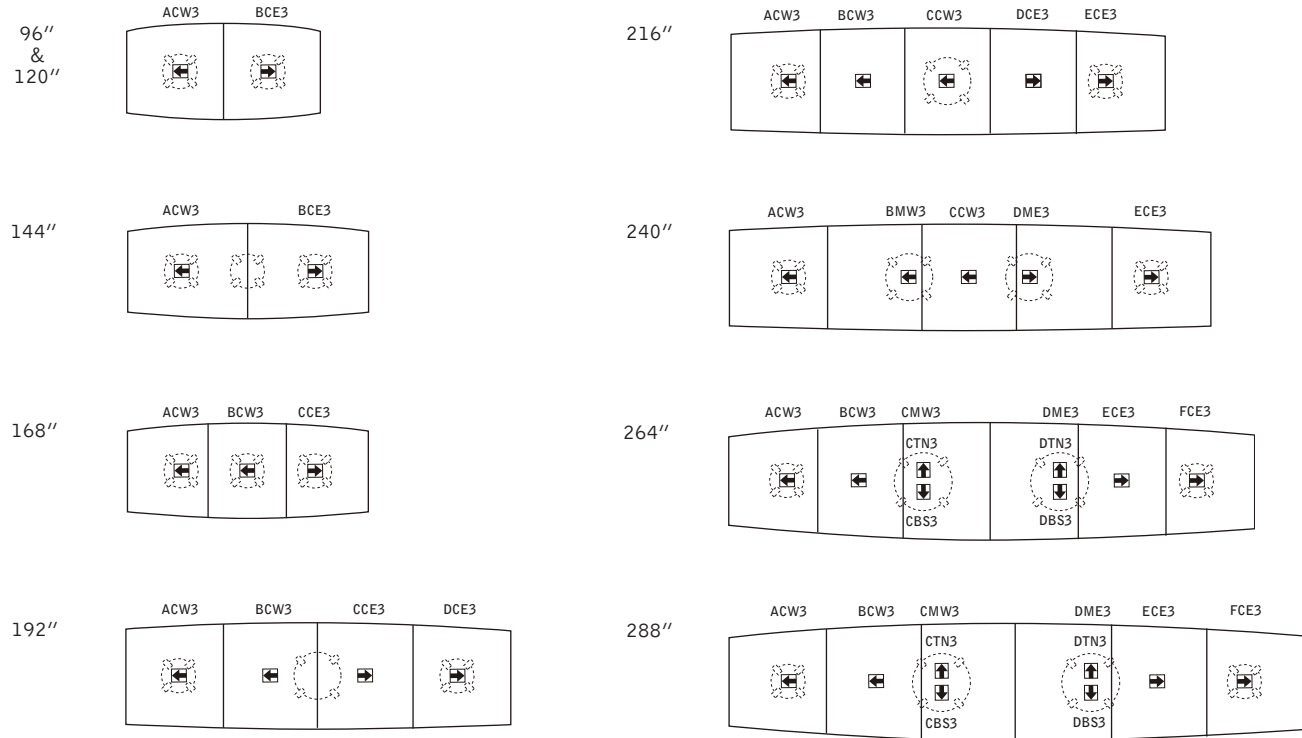 96”
&
120”
ACW3 BCE3
144”
ACW3 BCE3
168”
ACW3 BCW3 CCE3
192”
ACW3 BCW3 CCE3 DCE3
216”
ACW3 BCW3 CCW3 DCE3 ECE3
240”
ACW3 BMW3 CCW3 DME3 ECE3
264”
ACW3 BCW3 CMW3 DME3 ECE3 FCE3
CTN3 DTN3
CBS3 DBS3
288”
ACW3 BCW3 CMW3 DME3 ECE3 FCE3
CTN3 DTN3
CBS3 DBS3